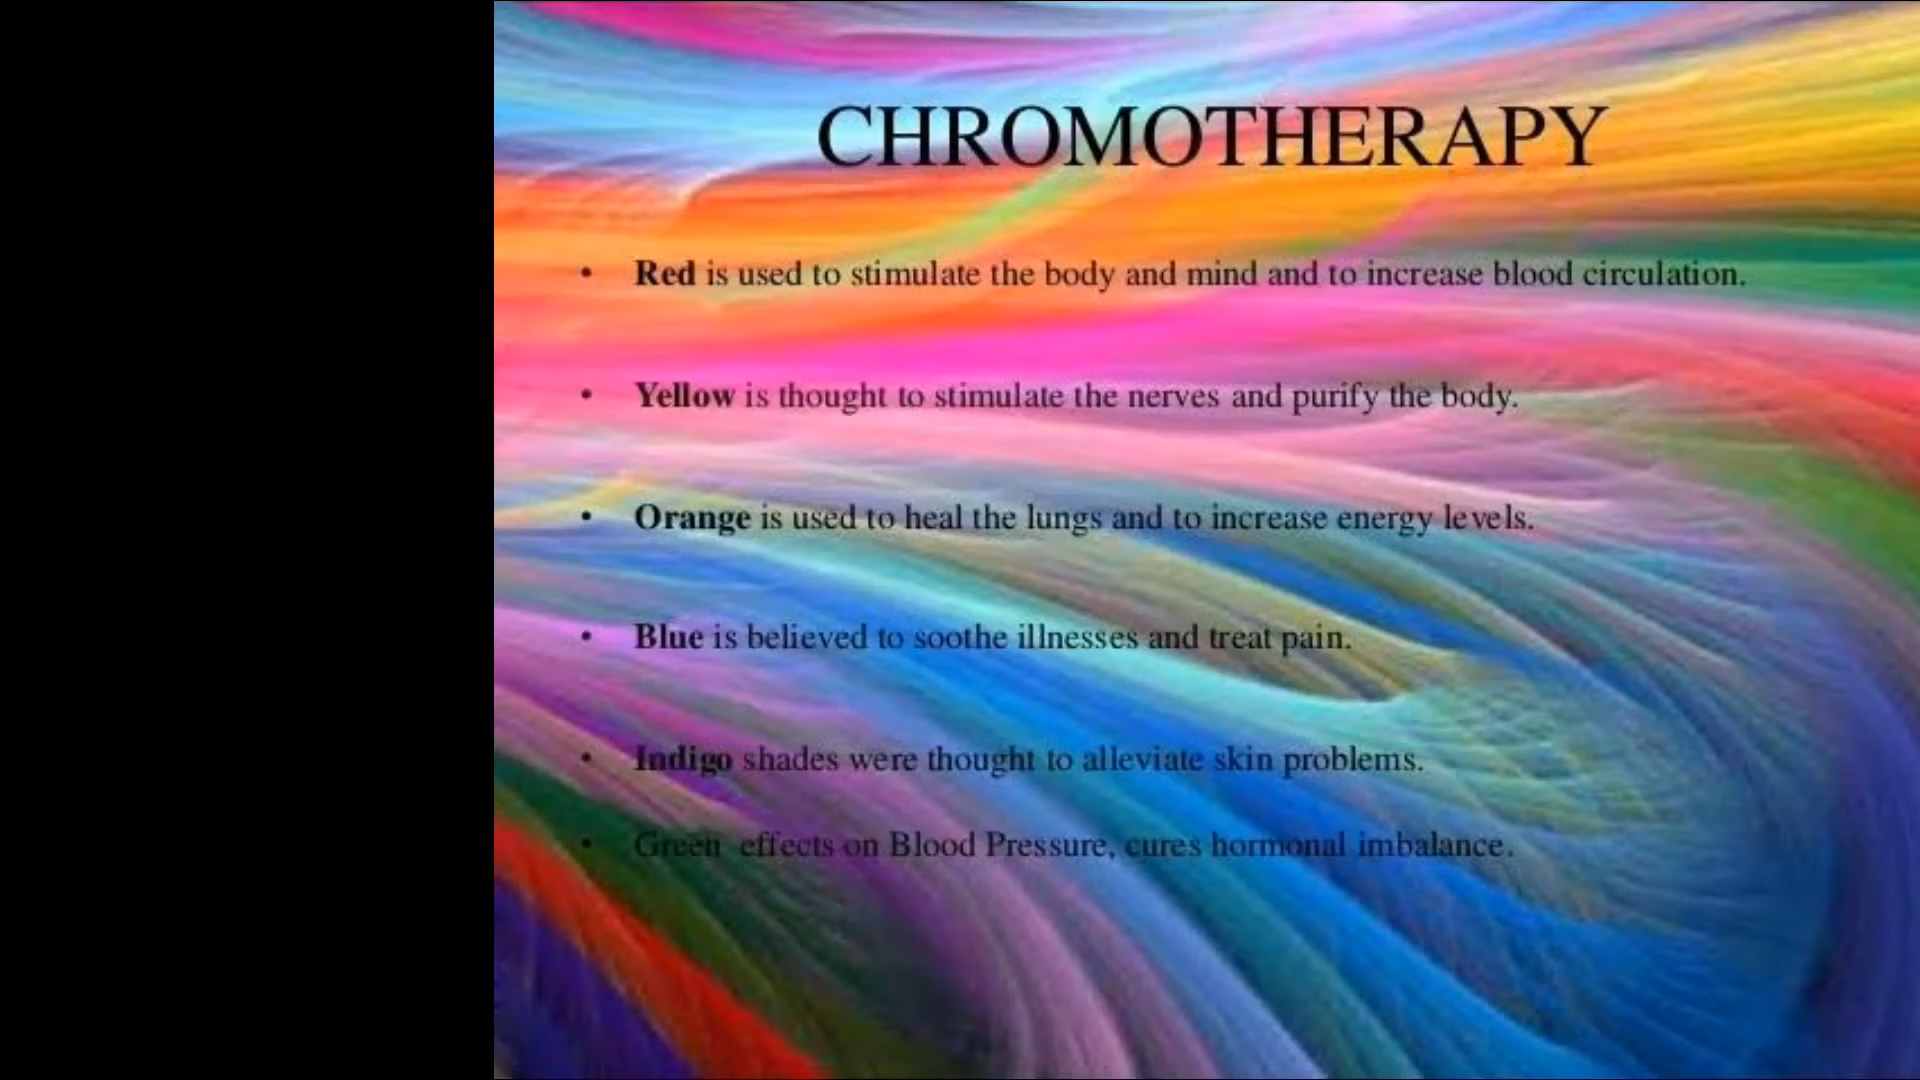 CHROMOTHERAPY
• Red is used to stimulate the body and mind and to increase blood circulation.
• Yellow is thought to stimulate the nerves and purify the body.
• Orange is used to heal the lungs and to increase energy levels.
• Blue is believed to soothe illnesses and treat pain.
• Indigo shades were thought to alleviate skin problems.
• Green effects on Blood Pressure, cures hormonal imbalance.